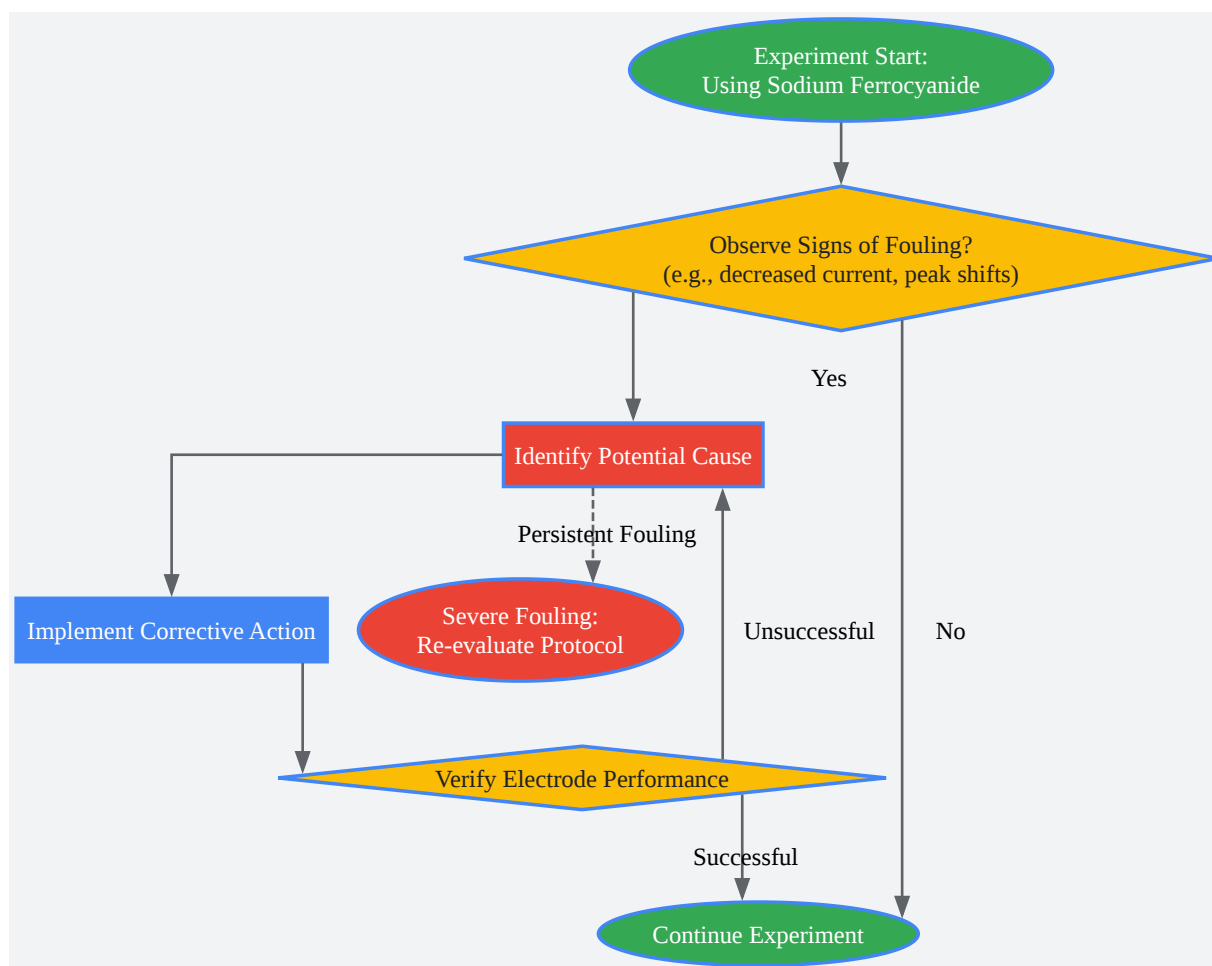 Experiment Start:
Using Sodium Ferrocyanide
Observe Signs of Fouling?
(e.g., decreased current, peak shifts)
Yes
Identify Potential Cause
Persistent Fouling
Implement Corrective Action
Severe Fouling:
Re-evaluate Protocol
Unsuccessful
No
Verify Electrode Performance
Successful
Continue Experiment